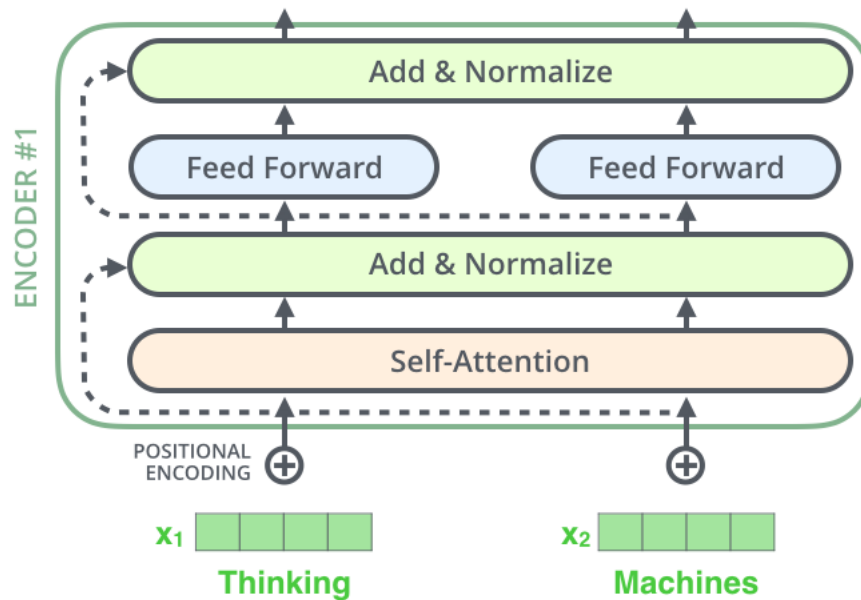 Add & Normalize
Feed Forward Feed Forward
Add & Normalize
Self-Attention
ENCODER #1
POSITIONAL
ENCODING
x₁ x₂
Thinking Machines